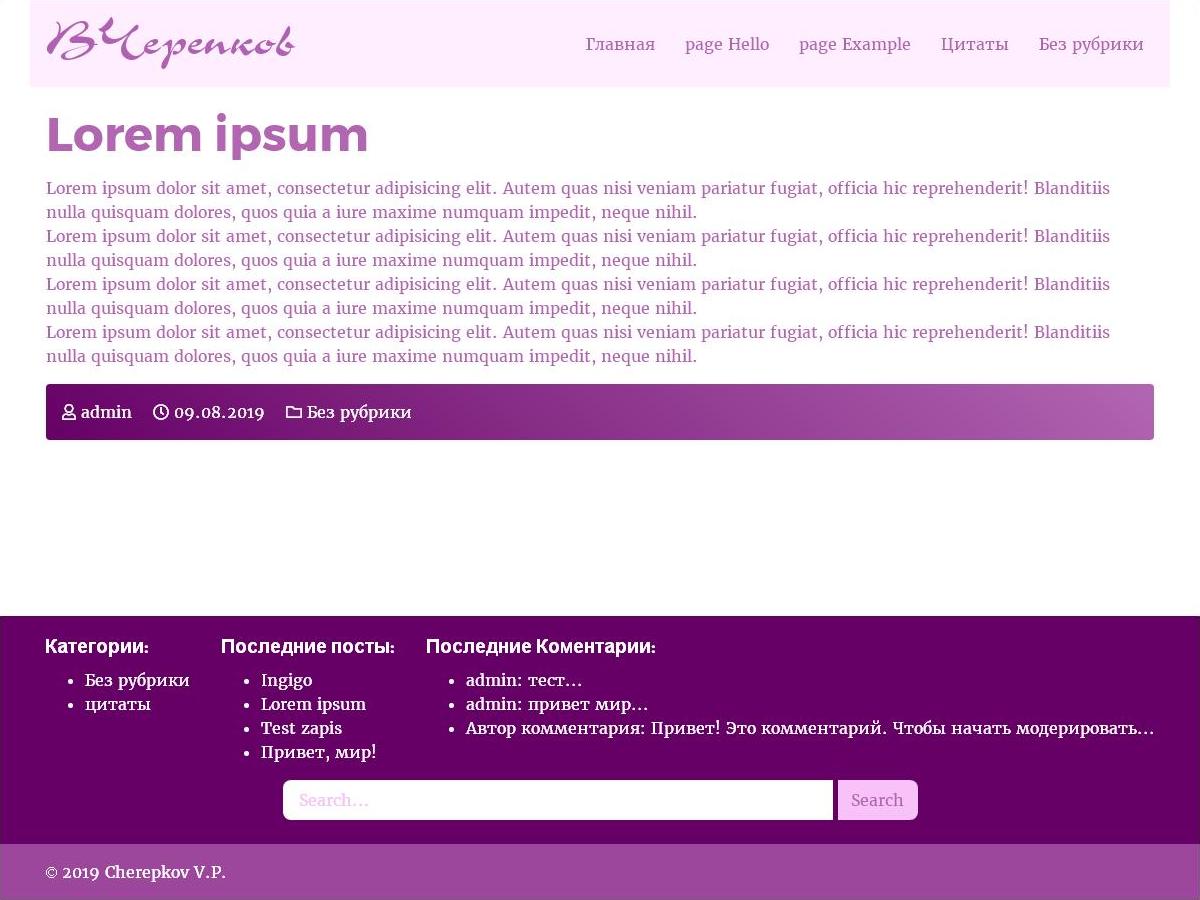 ВЧерепков
Главная page Hello page Example Цитаты Без рубрики
Lorem ipsum
Lorem ipsum dolor sit amet, consectetur adipisicing elit. Autem quas nisi veniam pariatur fugiat, officia hic reprehenderit! Blanditiis
nulla quisquam dolores, quos quia a iure maxime numquam impedit, neque nihil.
Lorem ipsum dolor sit amet, consectetur adipisicing elit. Autem quas nisi veniam pariatur fugiat, officia hic reprehenderit! Blanditiis
nulla quisquam dolores, quos quia a iure maxime numquam impedit, neque nihil.
Lorem ipsum dolor sit amet, consectetur adipisicing elit. Autem quas nisi veniam pariatur fugiat, officia hic reprehenderit! Blanditiis
nulla quisquam dolores, quos quia a iure maxime numquam impedit, neque nihil.
Lorem ipsum dolor sit amet, consectetur adipisicing elit. Autem quas nisi veniam pariatur fugiat, officia hic reprehenderit! Blanditiis
nulla quisquam dolores, quos quia a iure maxime numquam impedit, neque nihil.
admin 09.08.2019 Без рубрики
Категории:
Без рубрики
цитаты
Последние посты:
Ingigo
Lorem ipsum
Test zapis
Привет, мир!
Последние Коментарии:
admin: тест...
admin: привет мир...
Автор комментария: Привет! Это комментарий. Чтобы начать модерировать...
Search... Search
© 2019 Cherepkov V.P.